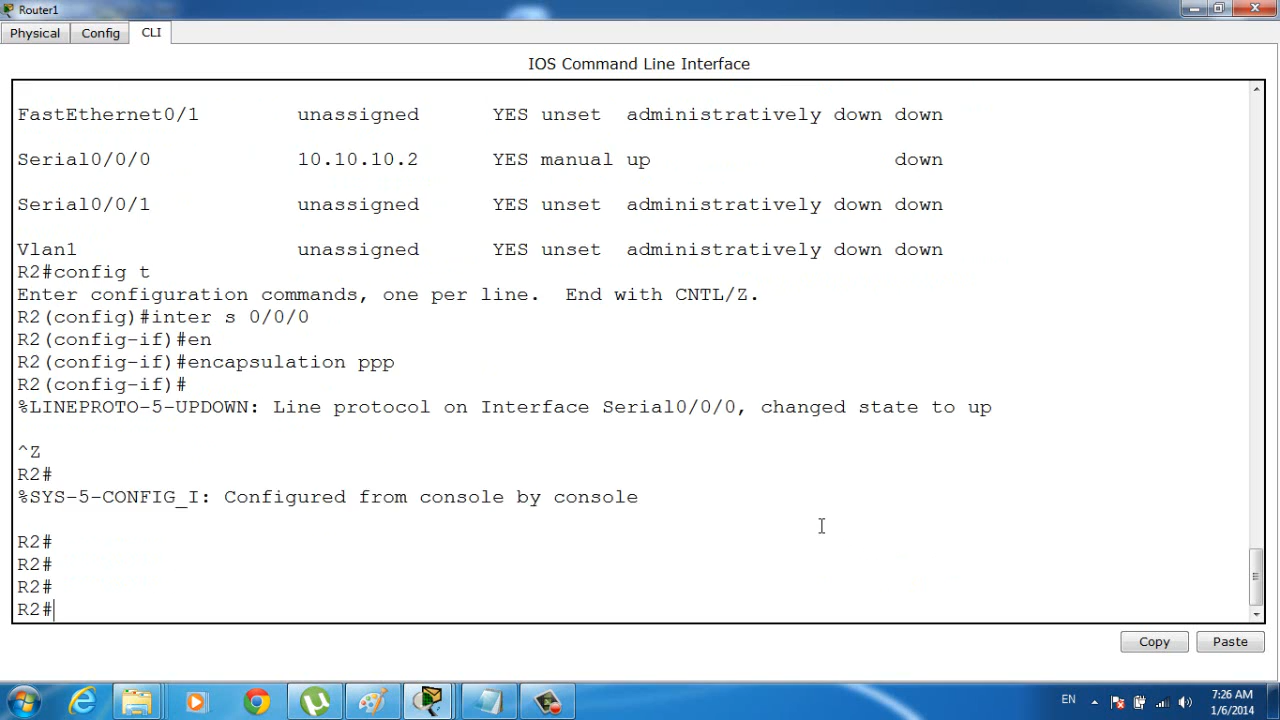 Router1
Physical Config CLI
IOS Command Line Interface
FastEthernet0/1 unassigned YES unset administratively down down
Serial0/0/0 10.10.10.2 YES manual up down
Serial0/0/1 unassigned YES unset administratively down down
Vlan1 unassigned YES unset administratively down down
R2#config t
Enter configuration commands, one per line. End with CNTL/Z.
R2(config)#inter s 0/0/0
R2(config-if)#en
R2(config-if)#encapsulation ppp
R2(config-if)#
%LINEPROTO-5-UPDOWN: Line protocol on Interface Serial0/0/0, changed state to up
^Z
R2#
%SYS-5-CONFIG_I: Configured from console by console
R2#
R2#
R2#
R2#
Copy Paste
EN 7:26 AM
1/6/2014